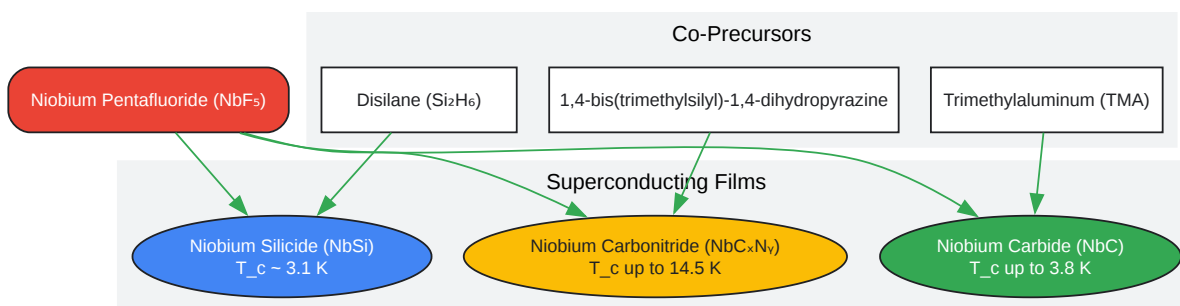 Co-Precursors
Niobium Pentafluoride (NbF₅)
Disilane (Si₂H₆)
1,4-bis(trimethylsilyl)-1,4-dihydropyrazine
Trimethylaluminum (TMA)
Superconducting Films
Niobium Silicide (NbSi)
T_c ~ 3.1 K
Niobium Carbonitride (NbCₓNᵧ)
T_c up to 14.5 K
Niobium Carbide (NbC)
T_c up to 3.8 K